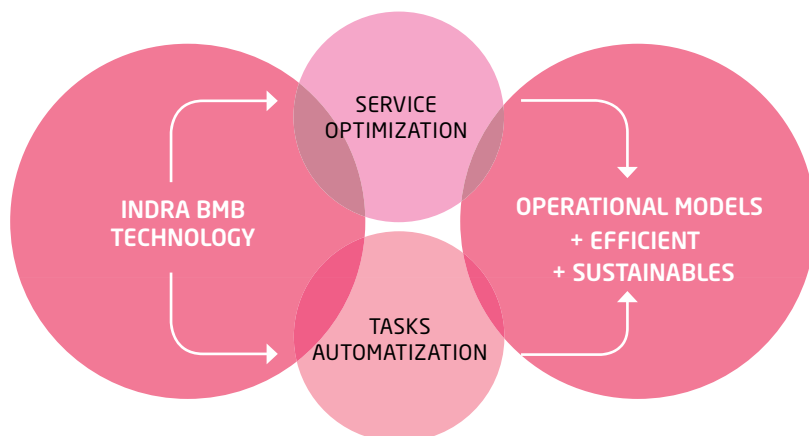 SERVICE
OPTIMIZATION
INDRA BMB
TECHNOLOGY
OPERATIONAL MODELS
+ EFFICIENT
+ SUSTAINABLES
TASKS
AUTOMATIZATION